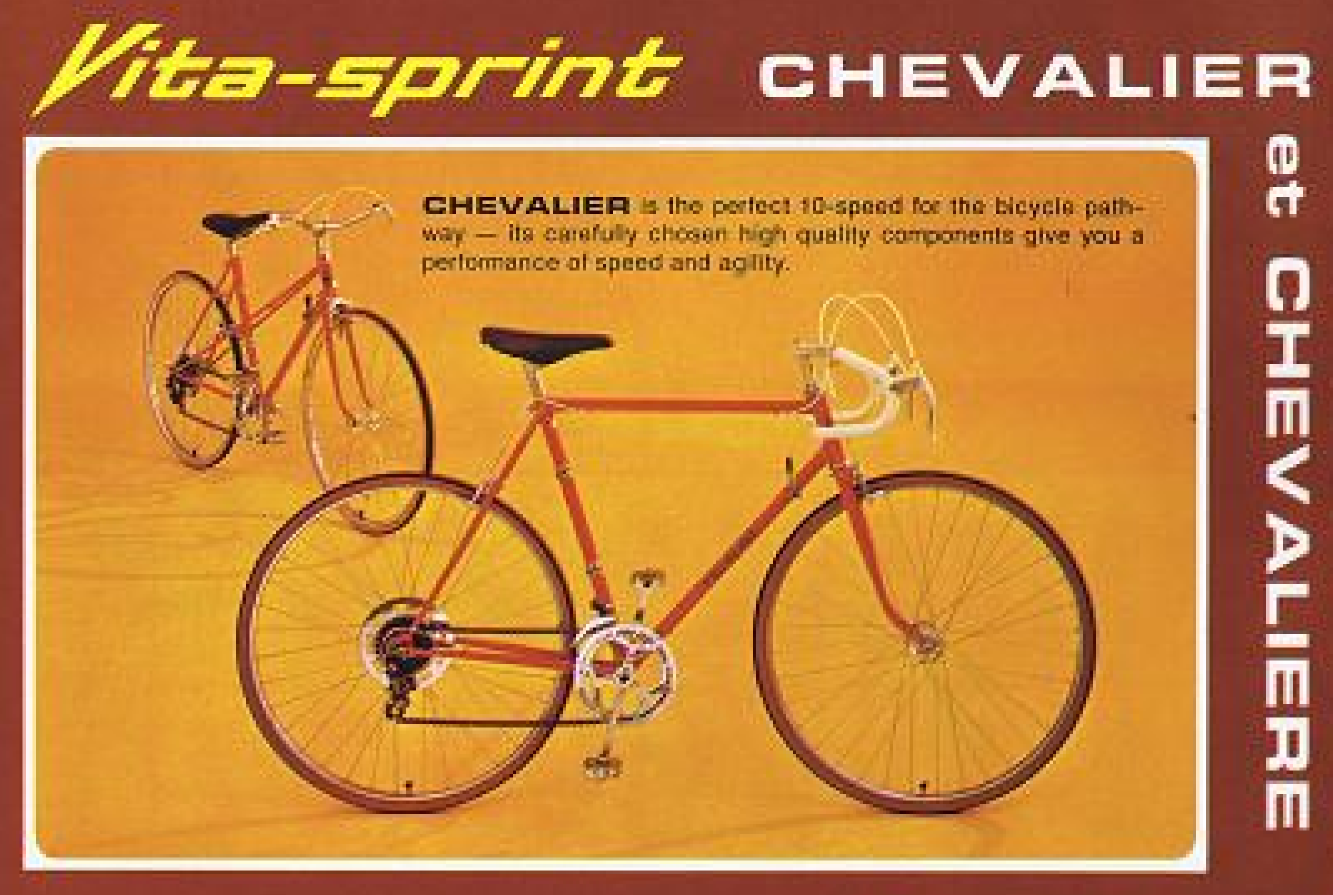 Vita-sprint CHEVALIER
et CHEVALIERE
CHEVALIER is the perfect 10-speed for the bicycle path-
way — its carefully chosen high quality components give you a
performance of speed and agility.